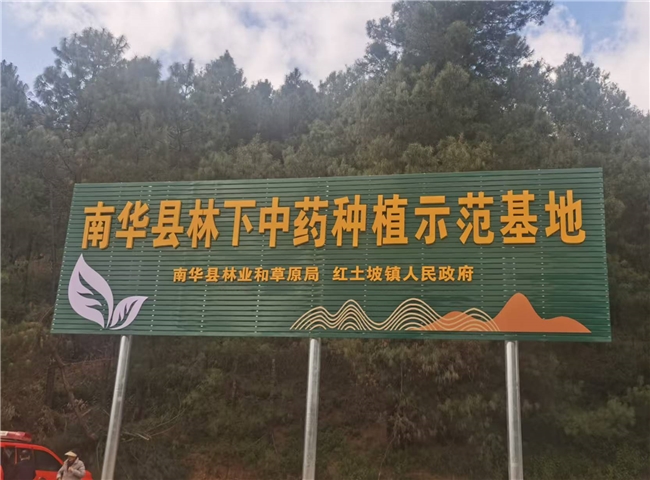 南华县林下中药种植示范基地
南华县林业和草原局 红土坡镇人民政府